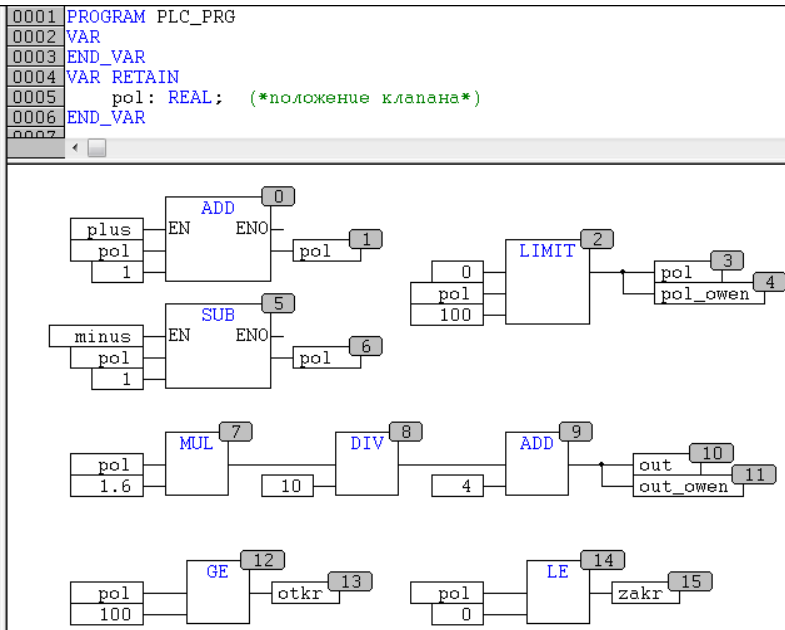 0001 PROGRAM PLC_PRG
0002 VAR
0003 END_VAR
0004 VAR RETAIN
0005 pol: REAL; (*положение клапана*)
0006 END_VAR
0007
0
ADD
plus EN ENO
pol pol 1
1
2
LIMIT
0 pol 3
pol pol_owen 4
100
5
SUB
minus EN ENO
pol pol 6
1
7 8 9
MUL DIV ADD
pol out 10
1.6 10 4 out_owen 11
12
GE
pol otkr 13
100
14
LE
pol zakr 15
0